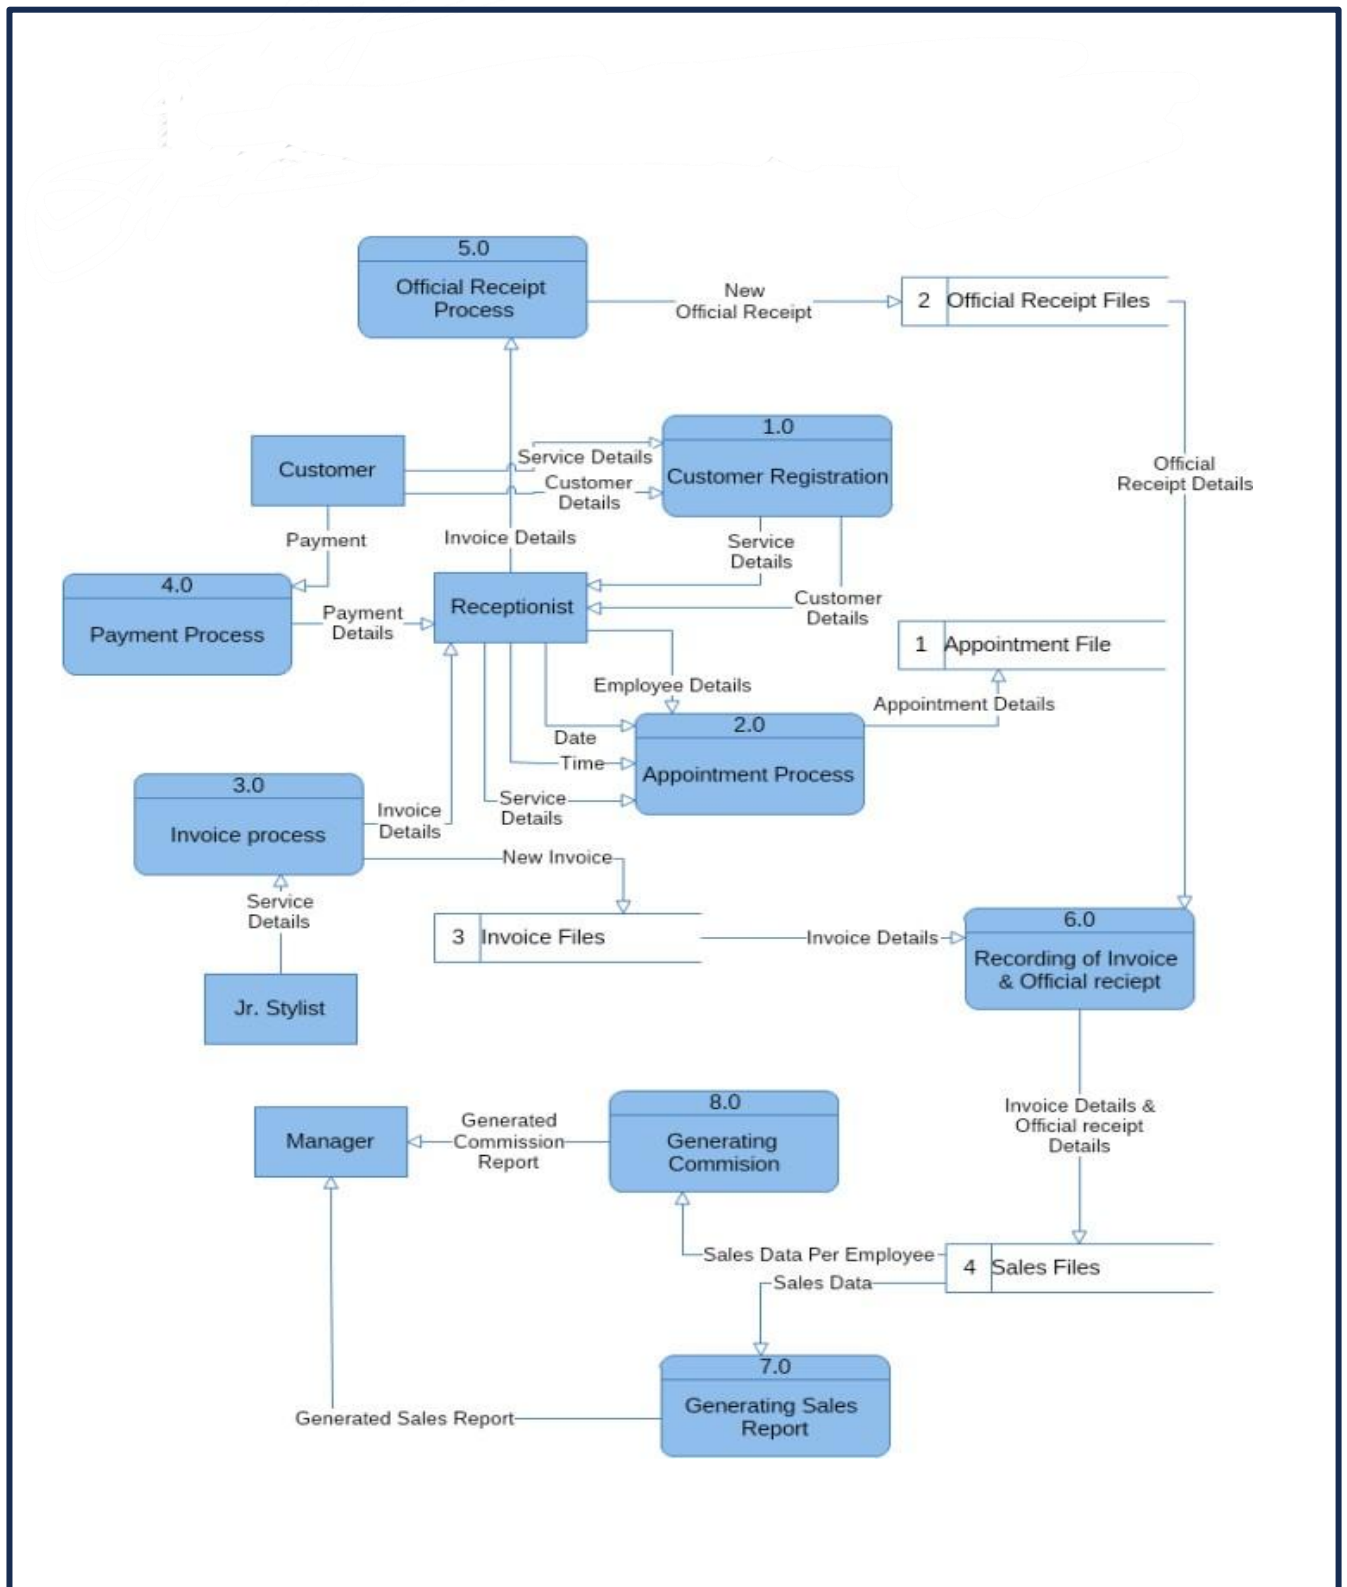 5.0
Official Receipt
Process
New
Official Receipt
2
Official Receipt Files
1.0
Customer Registration
Customer
Service Details
Customer
Details
Official
Receipt Details
Payment
Invoice Details
Service
Details
4.0
Payment Process
Payment
Details
Receptionist
Customer
Details
1
Appointment File
Employee Details
Appointment Details
2.0
Appointment Process
Date
Time
Service
Details
3.0
Invoice process
Invoice
Details
New Invoice
Service
Details
3
Invoice Files
Invoice Details
6.0
Recording of Invoice
& Official reciept
Jr. Stylist
Invoice Details &
Official receipt
Details
8.0
Generating
Commision
Generated
Commission
Report
Manager
Sales Data Per Employee
Sales Data
4
Sales Files
7.0
Generating Sales
Report
Generated Sales Report